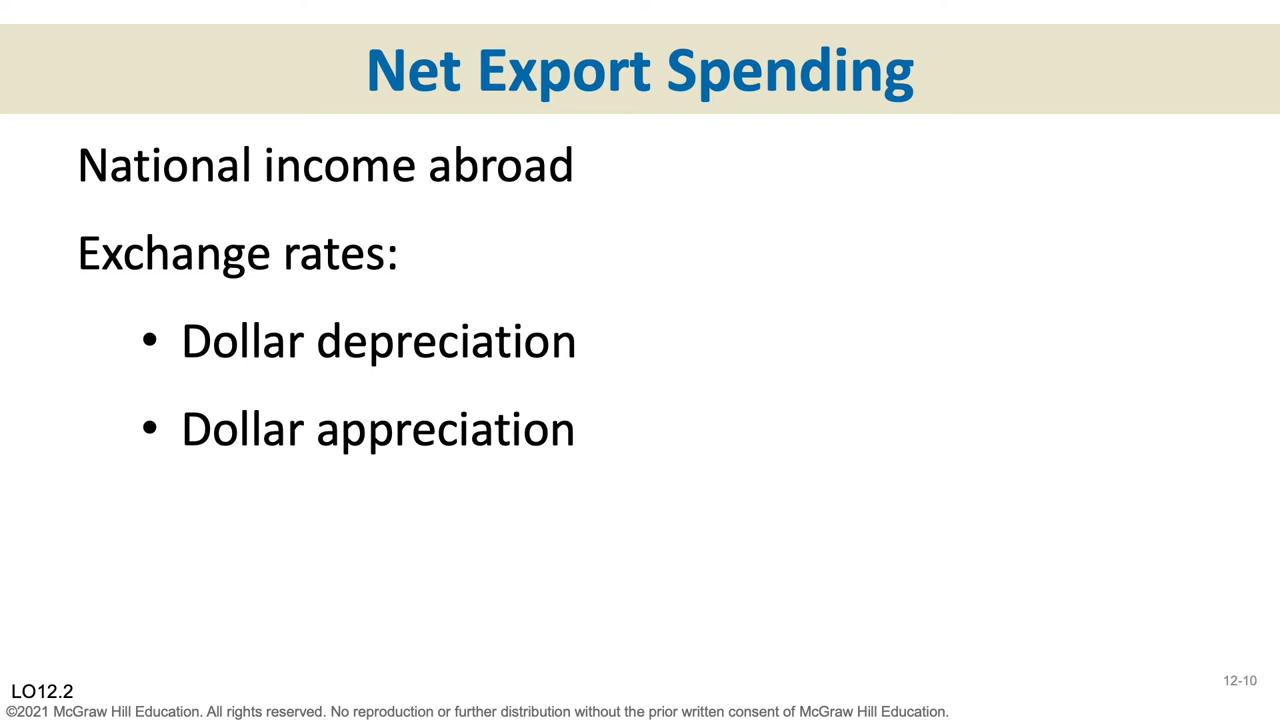 Net Export Spending
National income abroad
Exchange rates:
• Dollar depreciation
• Dollar appreciation
12-10
LO12.2
©2021 McGraw Hill Education. All rights reserved. No reproduction or further distribution without the prior written consent of McGraw Hill Education.